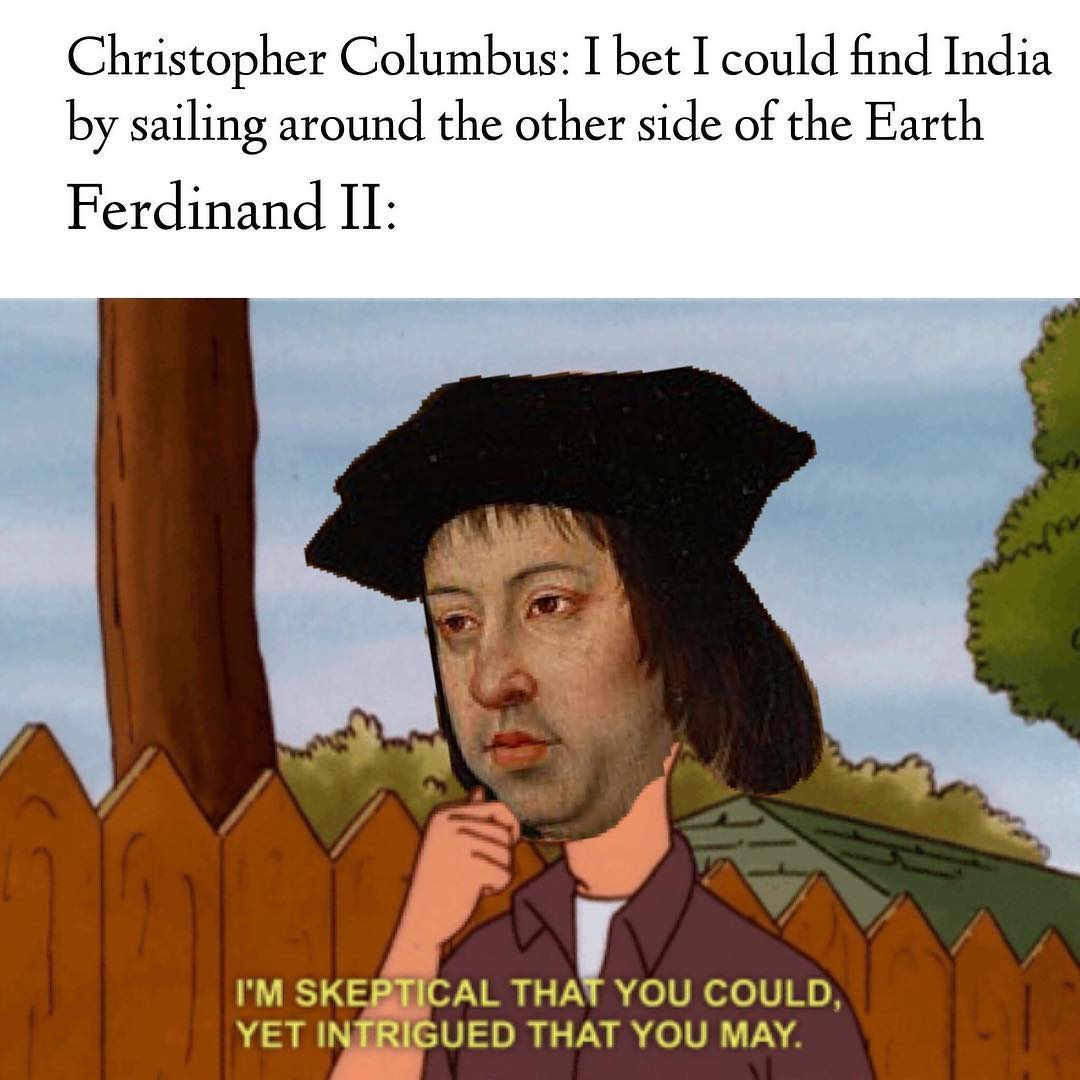 Christopher Columbus: I bet I could find India
by sailing around the other side of the Earth
Ferdinand II:
I'M SKEPTICAL THAT YOU COULD,
YET INTRIGUED THAT YOU MAY.